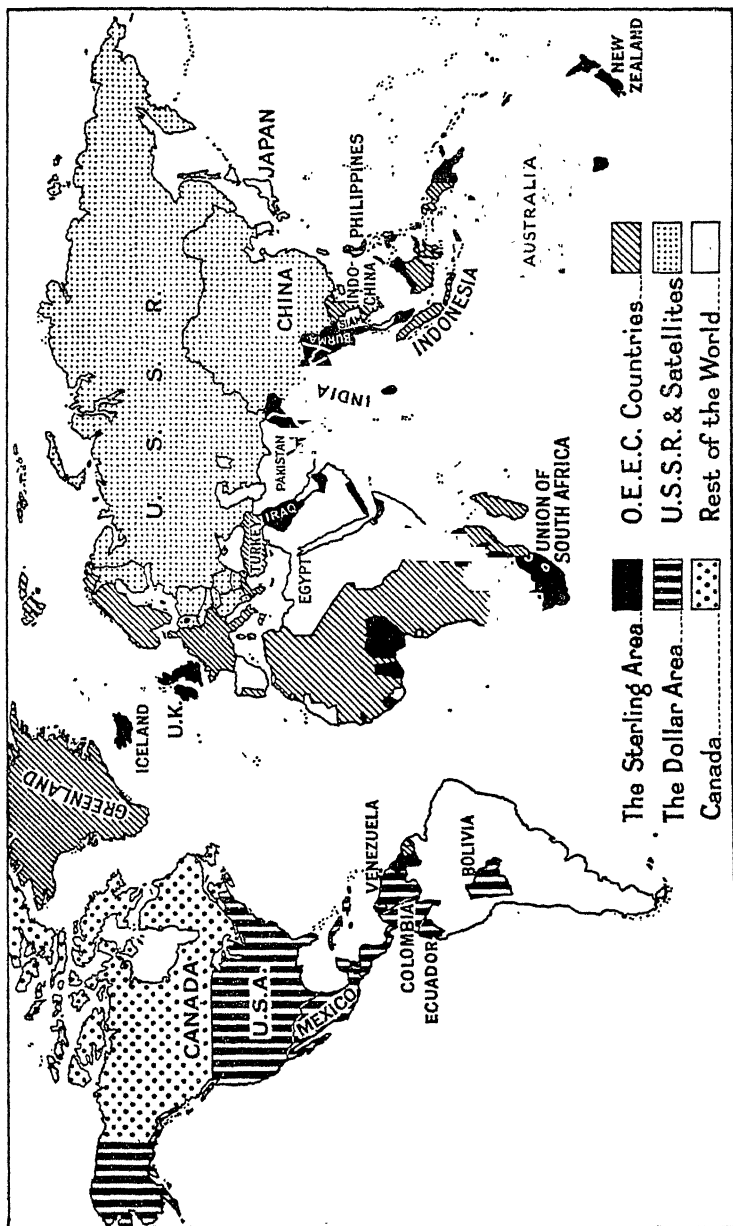 GREENLAND
ICELAND
U.K.
CANADA
U.S.A.
MEXICO
VENEZUELA
COLOMBIA
ECUADOR
BOLIVIA
U. S. S. R.
TURKEY
IRAQ
EGYPT
PAKISTAN
INDIA
CHINA
JAPAN
BURMA
SIAM
INDO-
CHINA
PHILIPPINES
INDONESIA
AUSTRALIA
NEW
ZEALAND
UNION OF
SOUTH AFRICA
The Sterling Area
O.E.E.C. Countries
The Dollar Area
U.S.S.R. & Satellites
Canada
Rest of the World